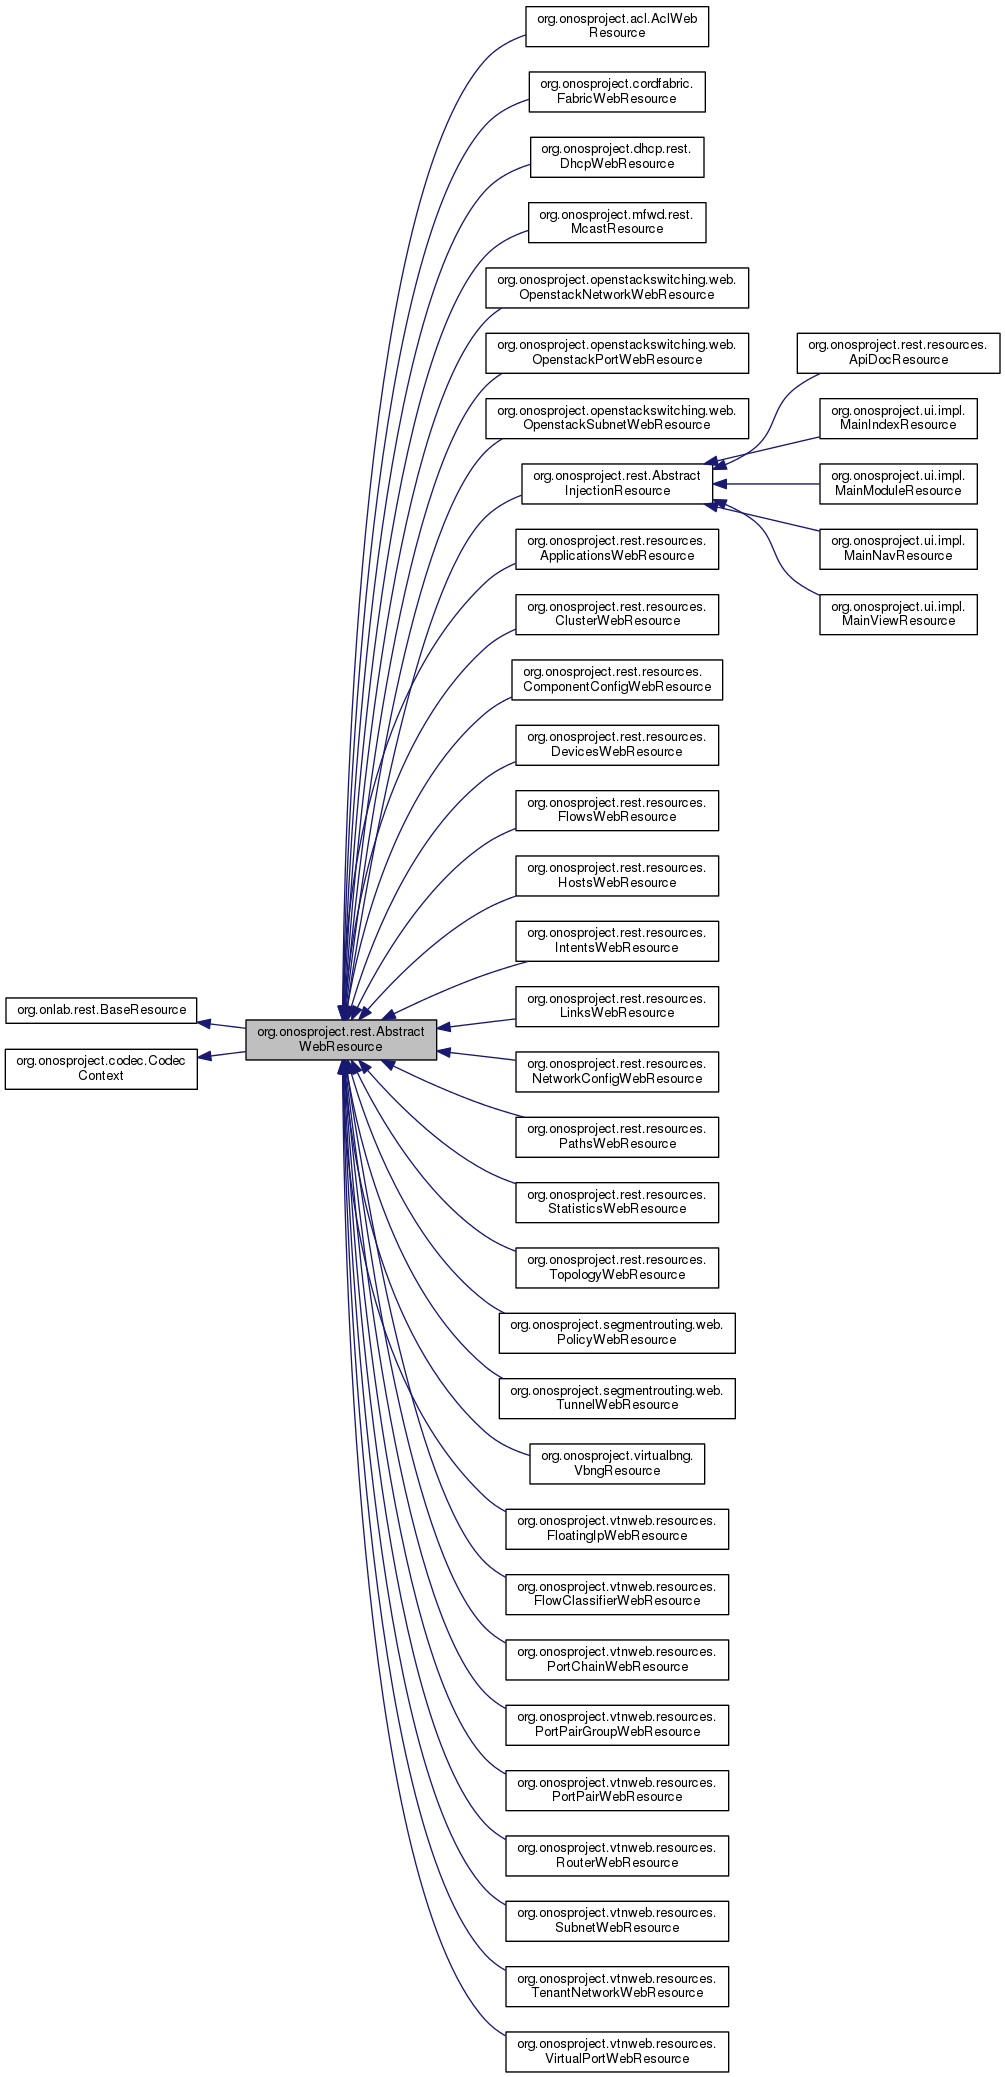 org.onosproject.acl.AclWeb
Resource
org.onosproject.cordfabric.
FabricWebResource
org.onosproject.dhcp.rest.
DhcpWebResource
org.onosproject.mfwd.rest.
McastResource
org.onosproject.openstackswitching.web.
OpenstackNetworkWebResource
org.onosproject.openstackswitching.web.
OpenstackPortWebResource
org.onosproject.openstackswitching.web.
OpenstackSubnetWebResource
org.onosproject.rest.Abstract
InjectionResource
org.onosproject.rest.resources.
ApiDocResource
org.onosproject.ui.impl.
MainIndexResource
org.onosproject.ui.impl.
MainModuleResource
org.onosproject.ui.impl.
MainNavResource
org.onosproject.ui.impl.
MainViewResource
org.onosproject.rest.resources.
ApplicationsWebResource
org.onosproject.rest.resources.
ClusterWebResource
org.onosproject.rest.resources.
ComponentConfigWebResource
org.onosproject.rest.resources.
DevicesWebResource
org.onosproject.rest.resources.
FlowsWebResource
org.onosproject.rest.resources.
HostsWebResource
org.onosproject.rest.resources.
IntentsWebResource
org.onosproject.rest.resources.
LinksWebResource
org.onlab.rest.BaseResource
org.onosproject.codec.Codec
Context
org.onosproject.rest.Abstract
WebResource
org.onosproject.rest.resources.
NetworkConfigWebResource
org.onosproject.rest.resources.
PathsWebResource
org.onosproject.rest.resources.
StatisticsWebResource
org.onosproject.rest.resources.
TopologyWebResource
org.onosproject.segmentrouting.web.
PolicyWebResource
org.onosproject.segmentrouting.web.
TunnelWebResource
org.onosproject.virtualbng.
VbngResource
org.onosproject.vtnweb.resources.
FloatingIpWebResource
org.onosproject.vtnweb.resources.
FlowClassifierWebResource
org.onosproject.vtnweb.resources.
PortChainWebResource
org.onosproject.vtnweb.resources.
PortPairGroupWebResource
org.onosproject.vtnweb.resources.
PortPairWebResource
org.onosproject.vtnweb.resources.
RouterWebResource
org.onosproject.vtnweb.resources.
SubnetWebResource
org.onosproject.vtnweb.resources.
TenantNetworkWebResource
org.onosproject.vtnweb.resources.
VirtualPortWebResource